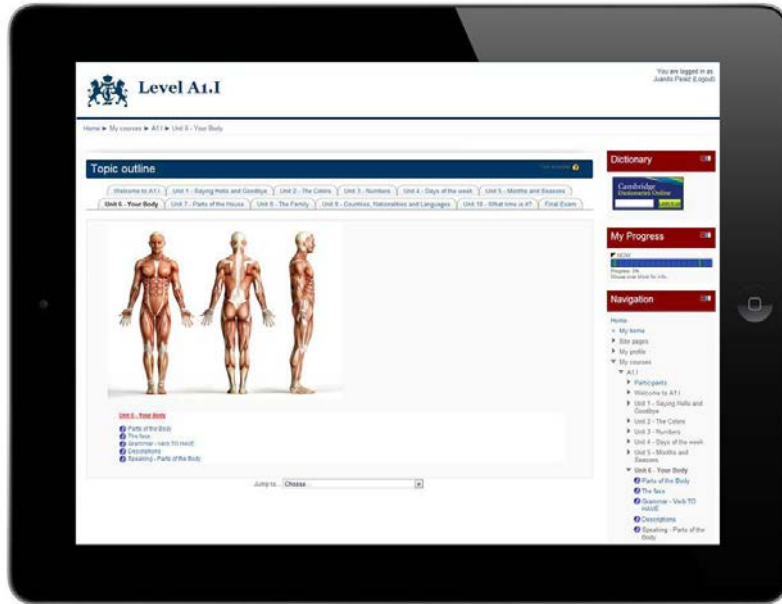 You are logged in as
Juanito Perez (Logout)
Level A1.I
Home ► My courses ► A1.I ► Unit 6 - Your Body
Topic outline
Welcome to A1.I
Unit 1 - Saying Hello and Goodbye
Unit 2 - The Colors
Unit 3 - Numbers
Unit 4 - Days of the week
Unit 5 - Months and Seasons
Unit 6 - Your Body
Unit 7 - Parts of the House
Unit 8 - The Family
Unit 9 - Countries, Nationalities and Languages
Unit 10 - What time is it?
Final Exam
Unit 6 - Your Body
Parts of the Body
The face
Grammar - Verb TO HAVE
Descriptions
Speaking - Parts of the Body
Jump to... Choose...
Dictionary
Cambridge
Dictionaries Online
My Progress
NOW
Progress:
Mouse over block for info.
Navigation
Home
My home
Site pages
My profile
My courses
A1.I
Participants
Welcome to A1.I
Unit 1 - Saying Hello and
Goodbye
Unit 2 - The Colors
Unit 3 - Numbers
Unit 4 - Days of the week
Unit 5 - Months and
Seasons
Unit 6 - Your Body
Parts of the Body
The face
Grammar - Verb TO
HAVE
Descriptions
Speaking - Parts of the
Body